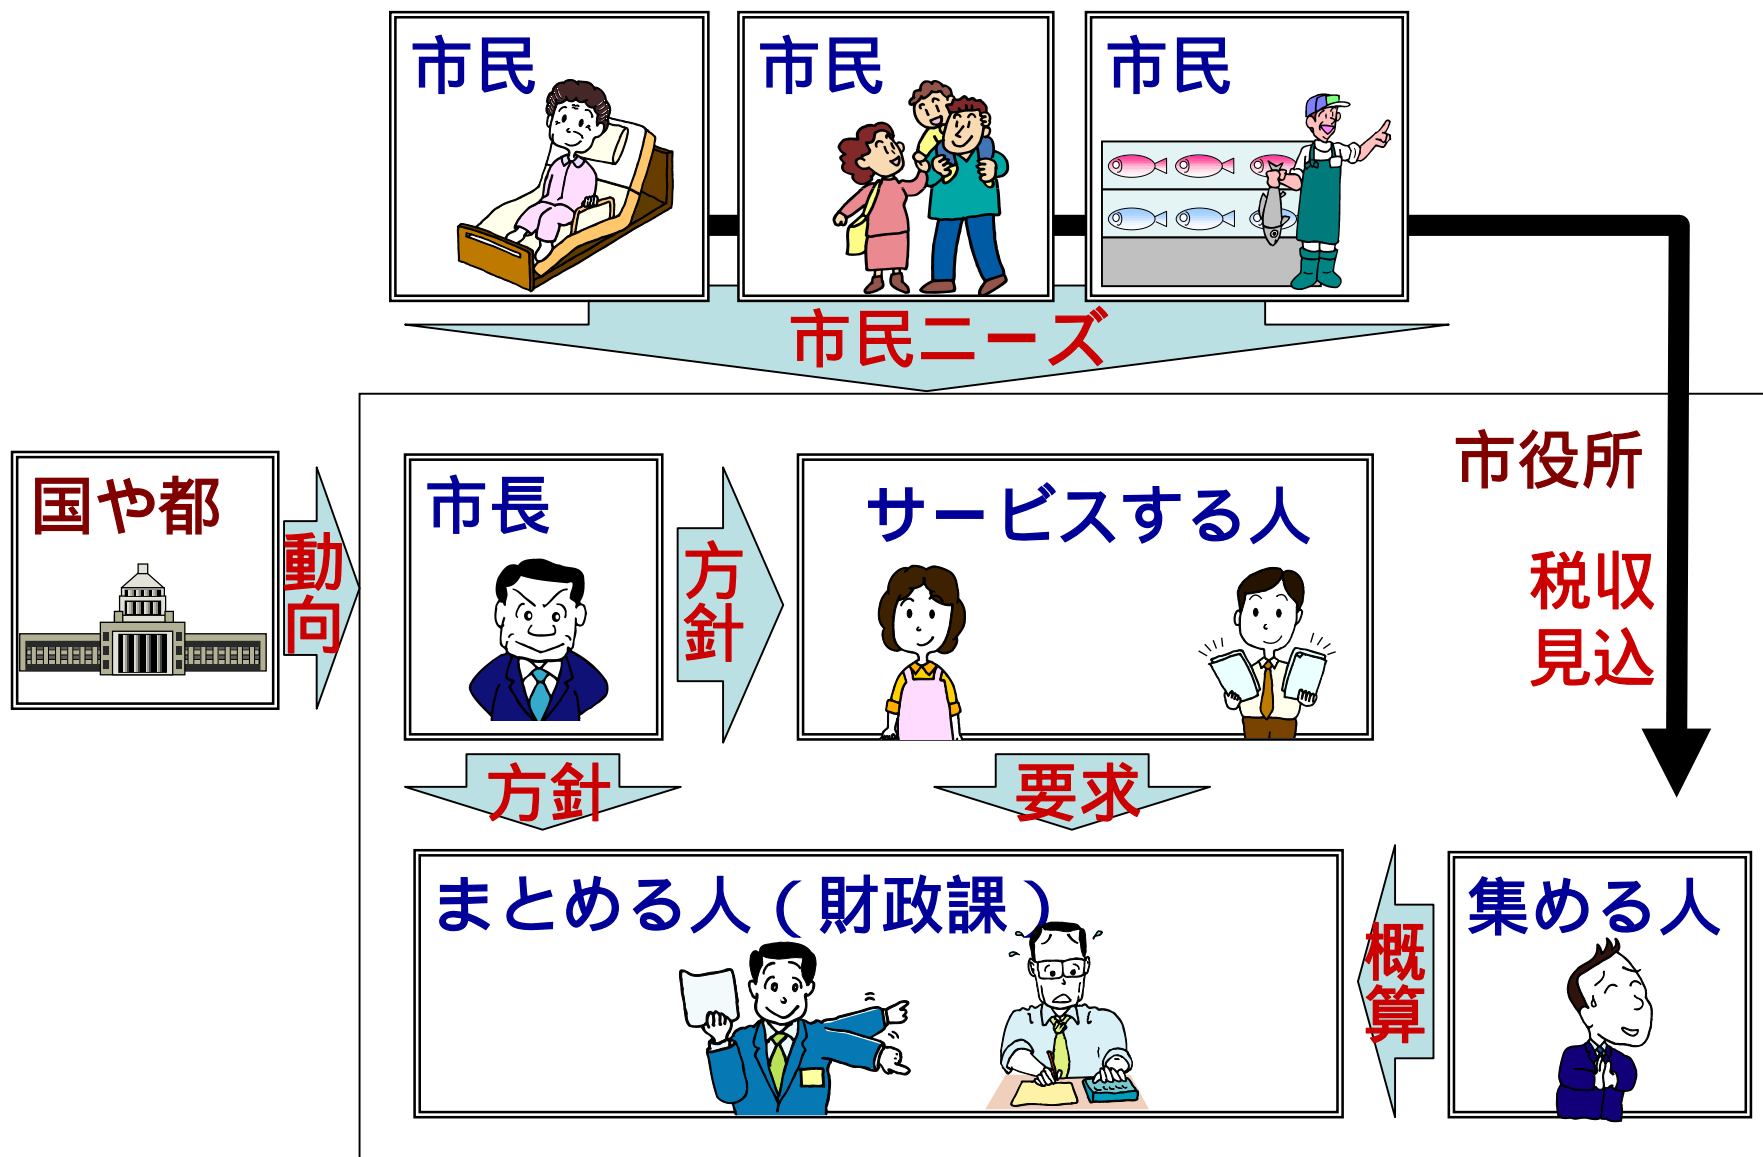 市民
市民
市民
市民ニーズ
市役所
国や都
動向
市長
方針
サービスする人
税収
見込
方針
要求
まとめる人（財政課）
概算
集める人